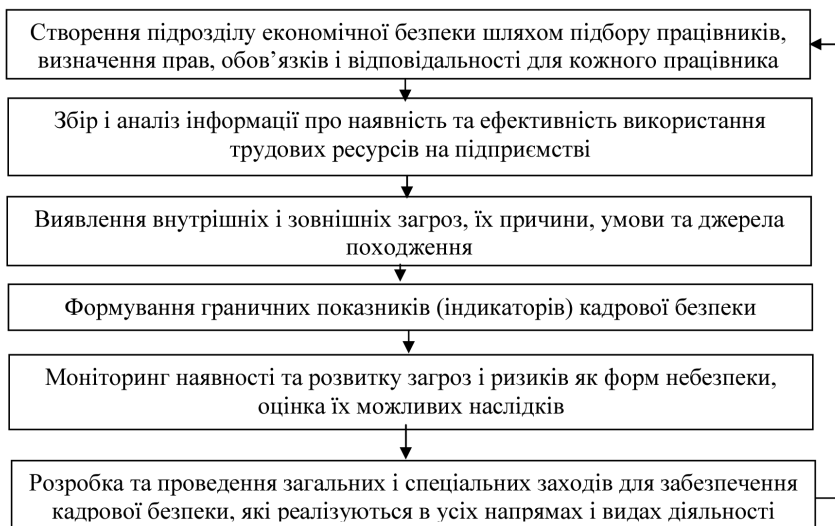 Створення підрозділу економічної безпеки шляхом підбору працівників,
визначення прав, обов’язків і відповідальності для кожного працівника
Збір і аналіз інформації про наявність та ефективність використання
трудових ресурсів на підприємстві
Виявлення внутрішніх і зовнішніх загроз, їх причини, умови та джерела
походження
Формування граничних показників (індикаторів) кадрової безпеки
Моніторинг наявності та розвитку загроз і ризиків як форм небезпеки,
оцінка їх можливих наслідків
Розробка та проведення загальних і спеціальних заходів для забезпечення
кадрової безпеки, які реалізуються в усіх напрямах і видах діяльності